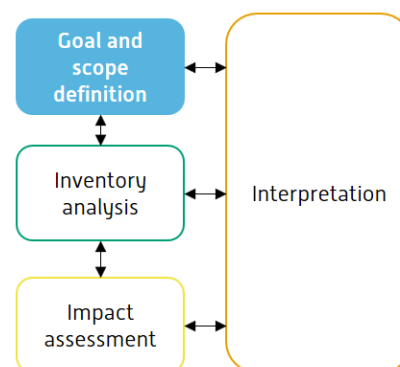 Goal and
scope
definition
Inventory
analysis
Interpretation
Impact
assessment